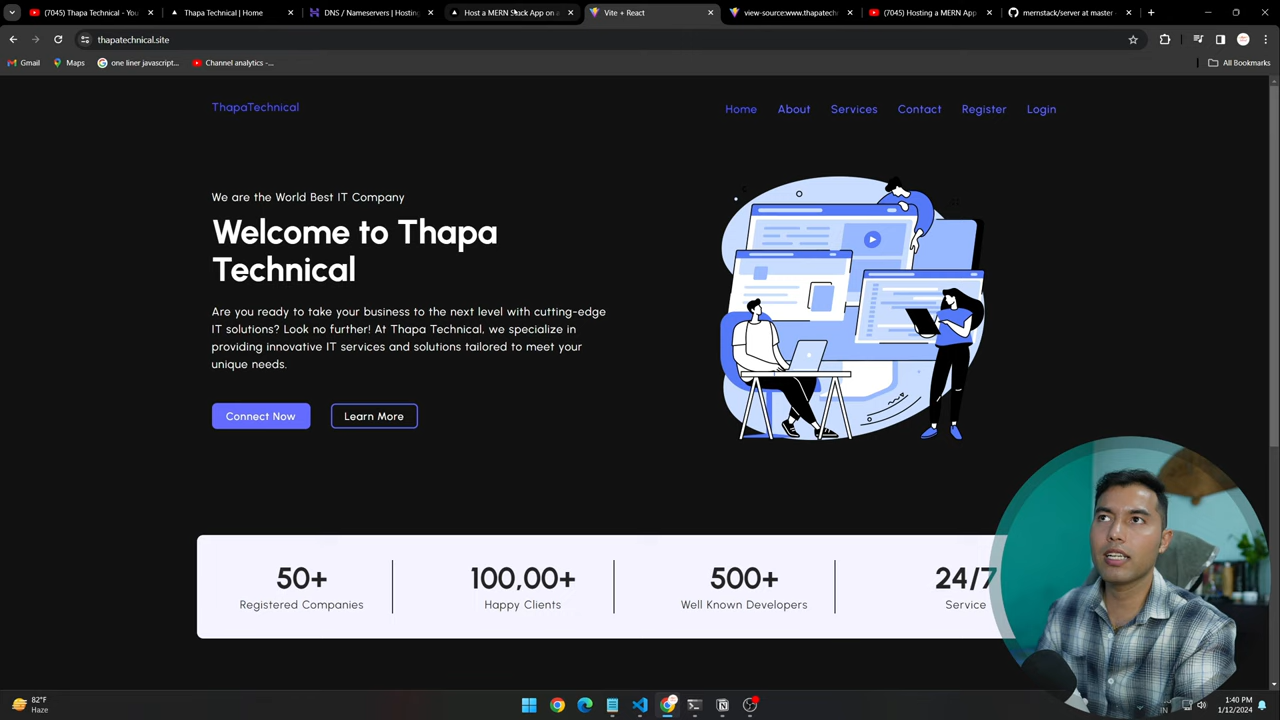 (7045) Thapa Technical - You
Thapa Technical | Home
DNS / Nameservers | Hosting
Host a MERN Stack App on a
Vite + React
view-source:www.thapatech
(7045) Hosting a MERN App
mernstack/server at master
thapatechnical.site
Gmail
Maps
one liner javascript...
Channel analytics -...
All Bookmarks
ThapaTechnical
Home
About
Services
Contact
Register
Login
We are the World Best IT Company
Welcome to Thapa
Technical
Are you ready to take your business to the next level with cutting-edge
IT solutions? Look no further! At Thapa Technical, we specialize in
providing innovative IT services and solutions tailored to meet your
unique needs.
Connect Now
Learn More
50+
Registered Companies
100,00+
Happy Clients
500+
Well Known Developers
24/7
Service
82°F
Haze
IN
1:40 PM
1/12/2024